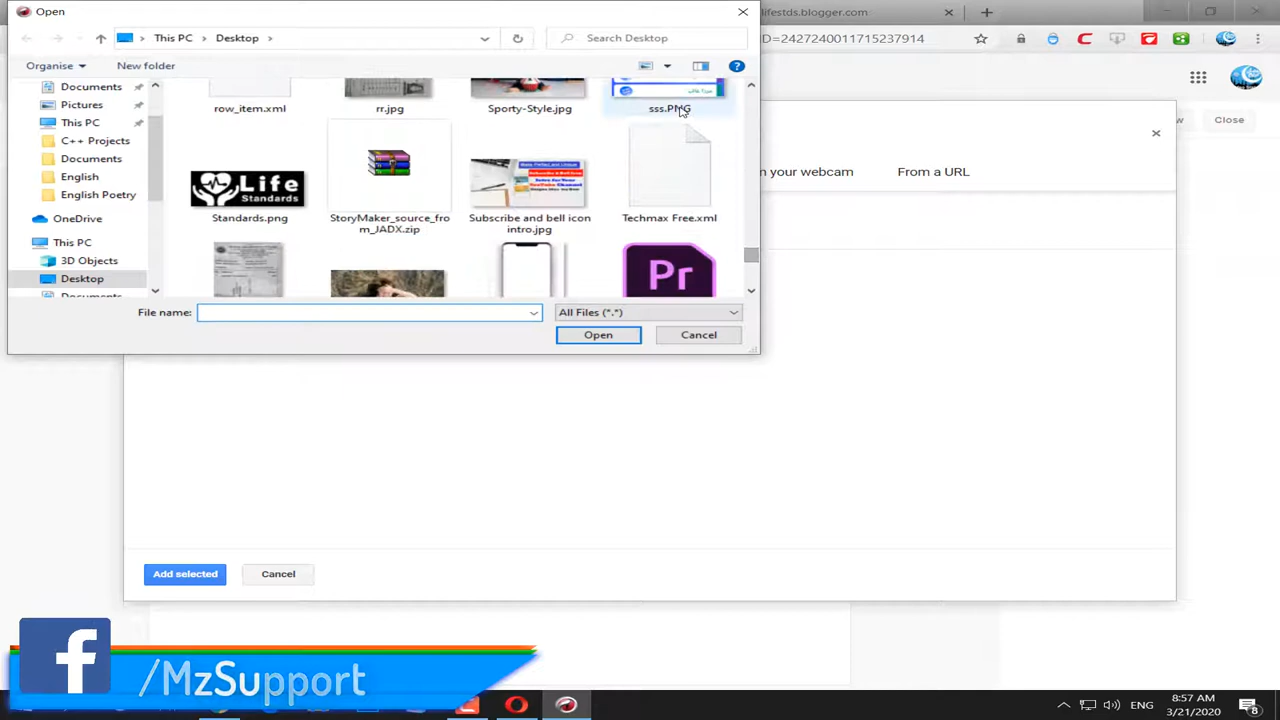 Open
lifestds.blogger.com
This PC
Desktop
Search Desktop
ID=2427240011715237914
Organise
New folder
Documents
Pictures
This PC
C++ Projects
Documents
English
English Poetry
OneDrive
This PC
3D Objects
Desktop
row_item.xml
rr.jpg
Sporty-Style.jpg
sss.PNG
Life
Standards
Standards.png
StoryMaker_source_fro
m_JADX.zip
Subscribe and bell icon
intro.jpg
Techmax Free.xml
Pr
File name:
All Files (*.*)
Open
Cancel
Close
your webcam
From a URL
Add selected
Cancel
f
/MzSupport
ENG
8:57 AM
3/21/2020